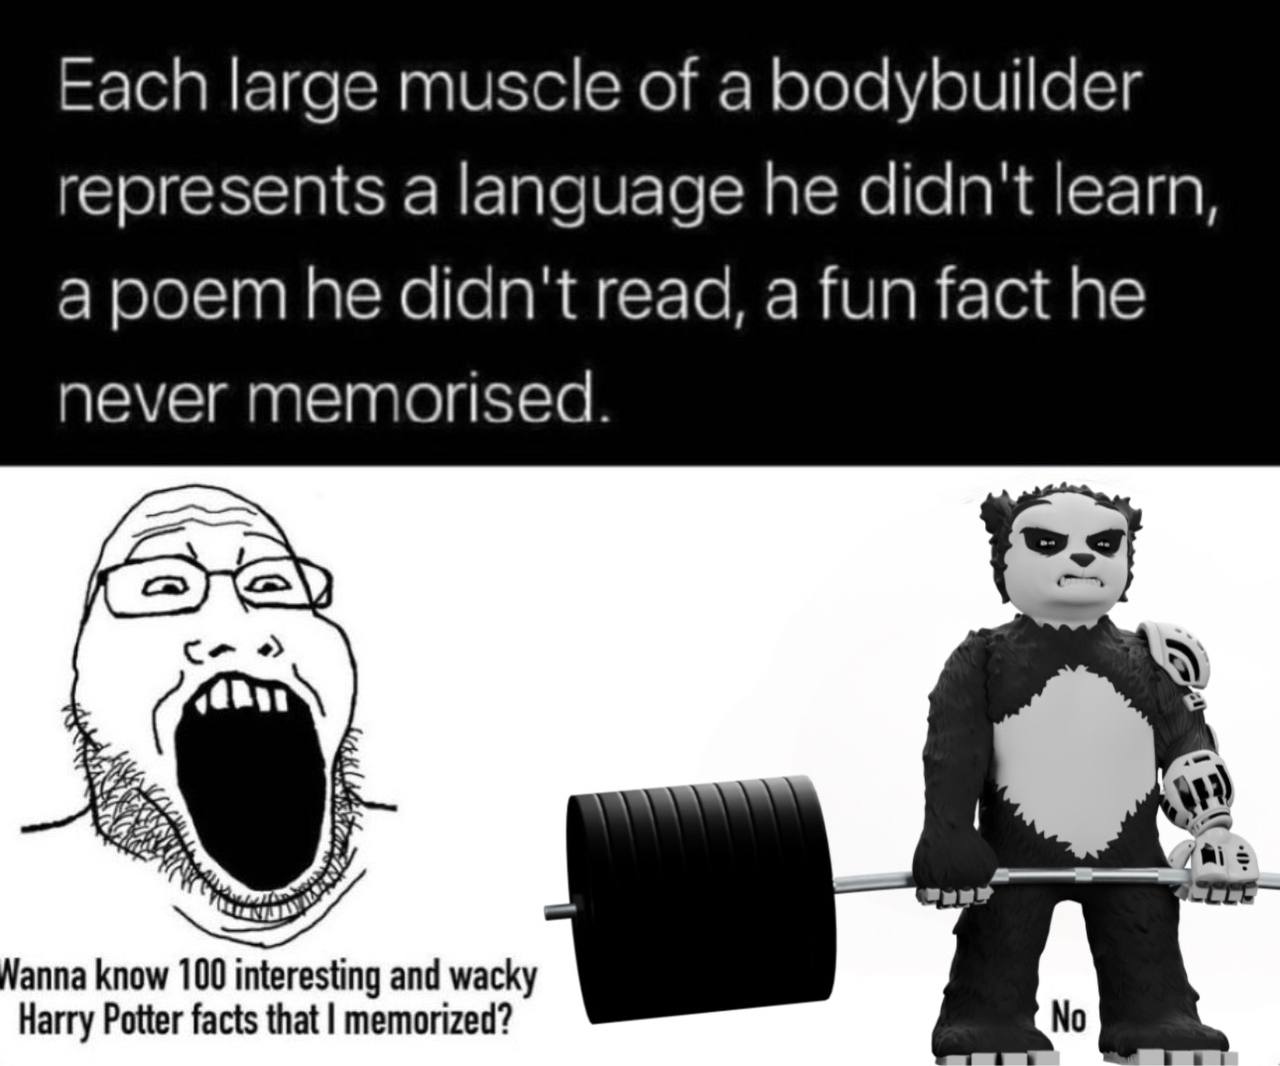 Each large muscle of a bodybuilder
represents a language he didn't learn,
a poem he didn't read, a fun fact he
never memorised.
Wanna know 100 interesting and wacky
Harry Potter facts that I memorized?
No